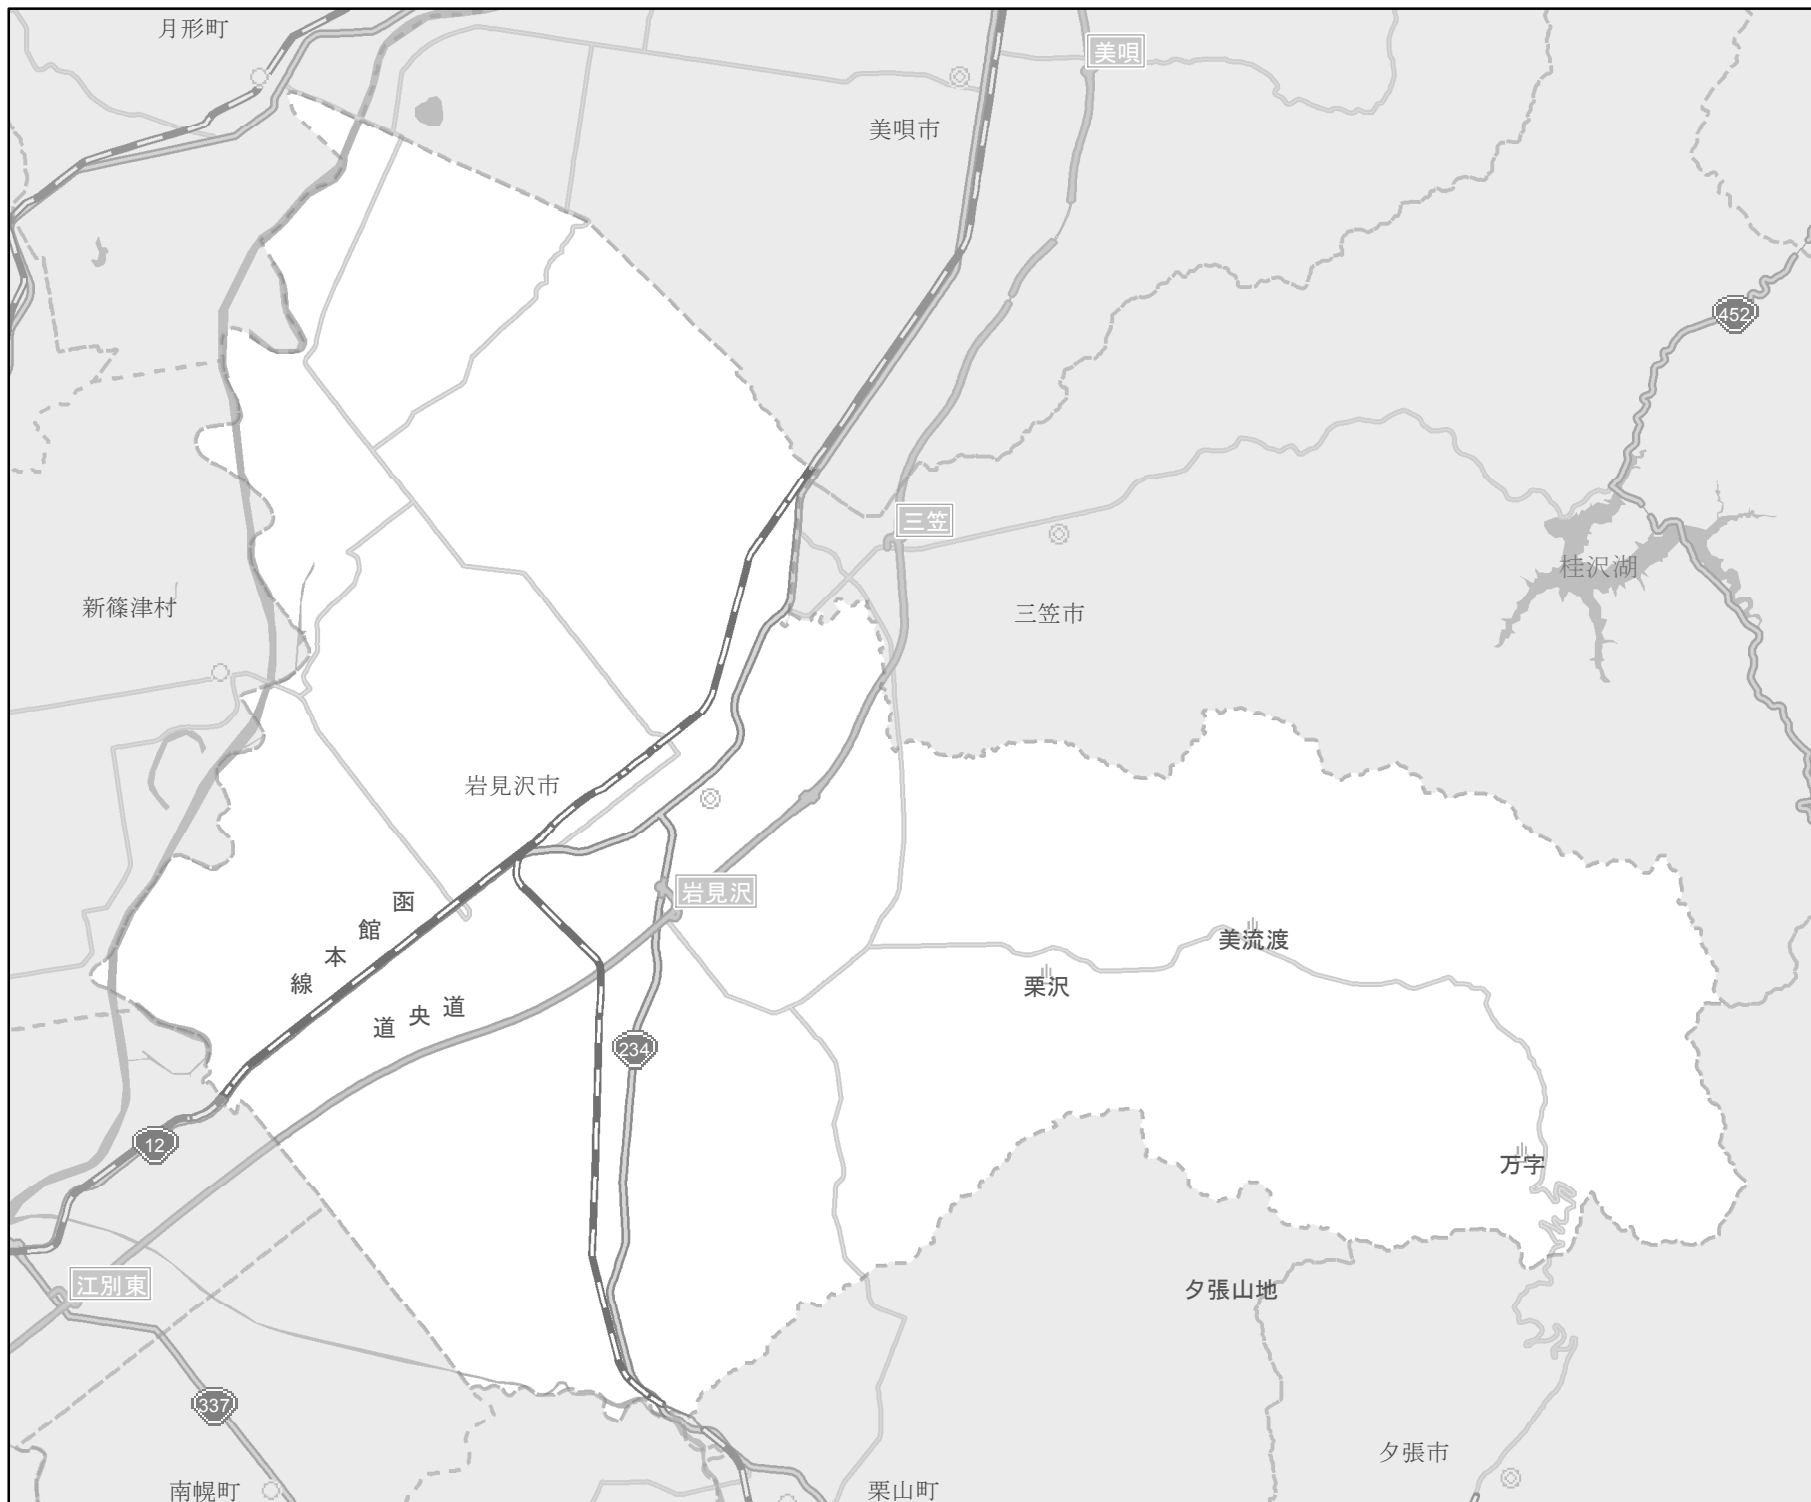 月形町
美唄
美唄市
452
三笠
桂沢湖
新篠津村
三笠市
岩見沢市
岩見沢
函館本線
美流渡
栗沢
道央道
234
12
万字
江別東
夕張山地
337
夕張市
南幌町
栗山町